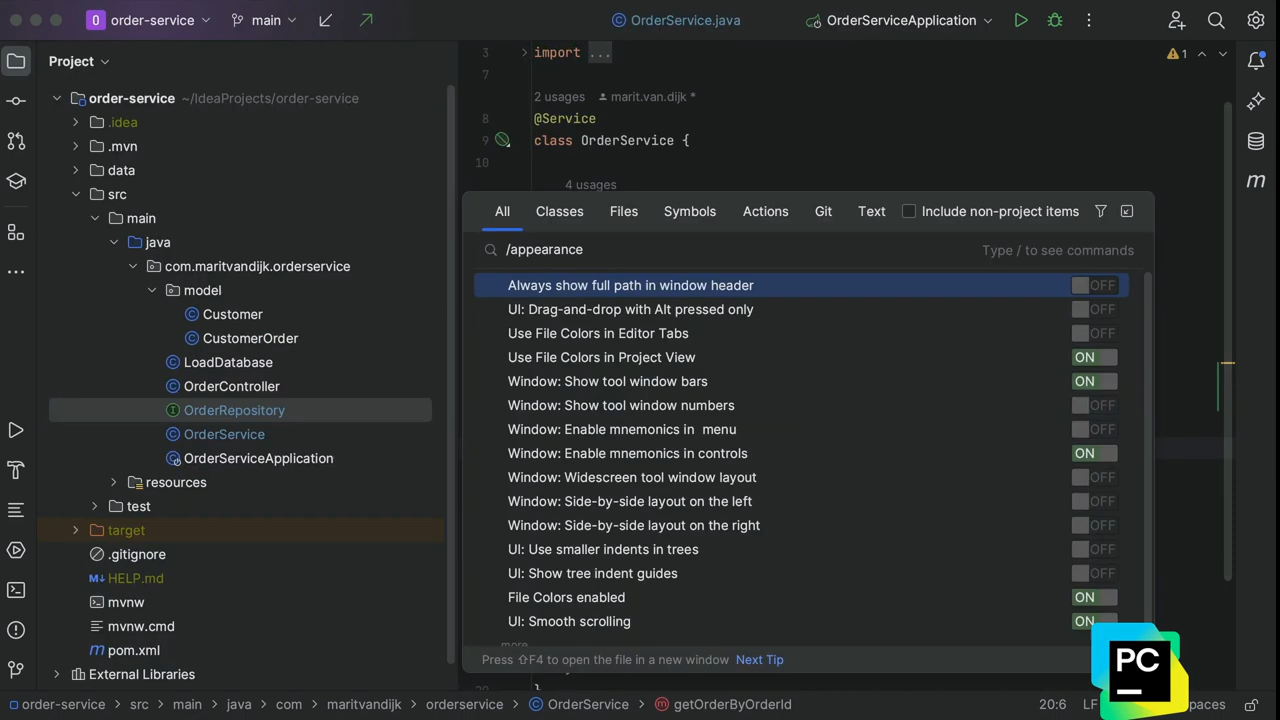 order-service
main
OrderService.java
OrderServiceApplication
Project
order-service ~/IdeaProjects/order-service
.idea
.mvn
data
src
main
java
com.maritvandijk.orderservice
model
Customer
CustomerOrder
LoadDatabase
OrderController
OrderRepository
OrderService
OrderServiceApplication
resources
test
target
.gitignore
HELP.md
mvnw
mvnw.cmd
pom.xml
External Libraries
3 import ...
7
2 usages marit.van.dijk *
8 @Service
9 class OrderService {
10
4 usages
1
All Classes Files Symbols Actions Git Text Include non-project items
/appearance Type / to see commands
Always show full path in window header OFF
UI: Drag-and-drop with Alt pressed only OFF
Use File Colors in Editor Tabs OFF
Use File Colors in Project View ON
Window: Show tool window bars ON
Window: Show tool window numbers OFF
Window: Enable mnemonics in menu OFF
Window: Enable mnemonics in controls ON
Window: Widescreen tool window layout OFF
Window: Side-by-side layout on the left OFF
Window: Side-by-side layout on the right OFF
UI: Use smaller indents in trees OFF
UI: Show tree indent guides OFF
File Colors enabled ON
UI: Smooth scrolling ON
more
Press ⇧F4 to open the file in a new window Next Tip
}
order-service src main java com maritvandijk orderservice OrderService getOrderByOrderId 20:6 LF
PC